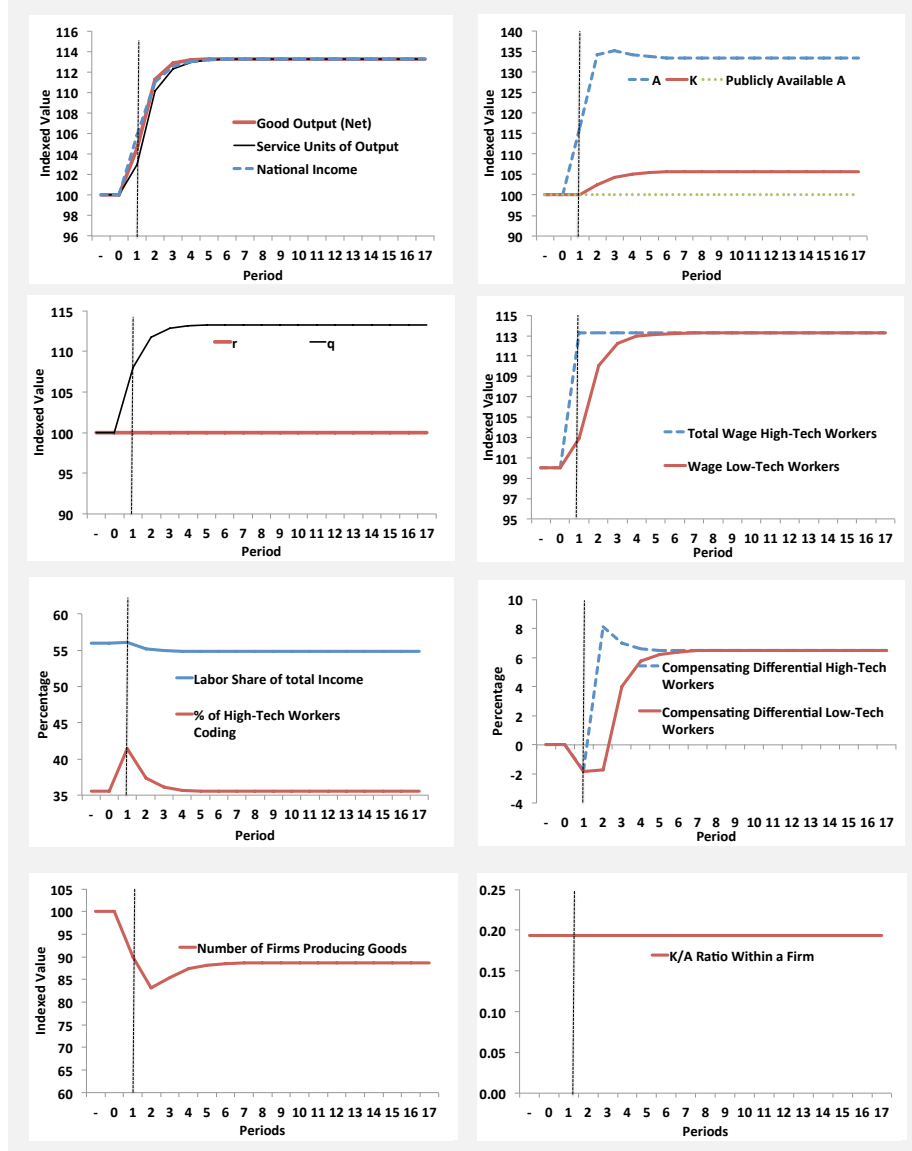 116
114
112
110
108
106
104
102
100
98
96
Indexed Value
Good Output (Net)
Service Units of Output
National Income
- 0 1 2 3 4 5 6 7 8 9 10 11 12 13 14 15 16 17
Period
140
135
130
125
120
115
110
105
100
95
90
Indexed Value
A K Publicly Available A
- 0 1 2 3 4 5 6 7 8 9 10 11 12 13 14 15 16 17
Period
115
110
105
100
95
90
Indexed Value
r q
- 0 1 2 3 4 5 6 7 8 9 10 11 12 13 14 15 16 17
Period
115
113
111
109
107
105
103
101
99
97
95
Indexed Value
Total Wage High-Tech Workers
Wage Low-Tech Workers
- 0 1 2 3 4 5 6 7 8 9 10 11 12 13 14 15 16 17
Period
60
55
50
45
40
35
Percentage
Labor Share of total Income
% of High-Tech Workers
Coding
- 0 1 2 3 4 5 6 7 8 9 10 11 12 13 14 15 16 17
Period
10
8
6
4
2
0
-2
-4
Percentage
Compensating Differential High-Tech
Workers
Compensating Differential Low-Tech
Workers
- 0 1 2 3 4 5 6 7 8 9 10 11 12 13 14 15 16 17
Period
105
100
95
90
85
80
75
70
65
60
Indexed Value
Number of Firms Producing Goods
- 0 1 2 3 4 5 6 7 8 9 10 11 12 13 14 15 16 17
Periods
0.25
0.20
0.15
0.10
0.05
0.00
K/A Ratio Within a Firm
- 0 1 2 3 4 5 6 7 8 9 10 11 12 13 14 15 16 17
Periods